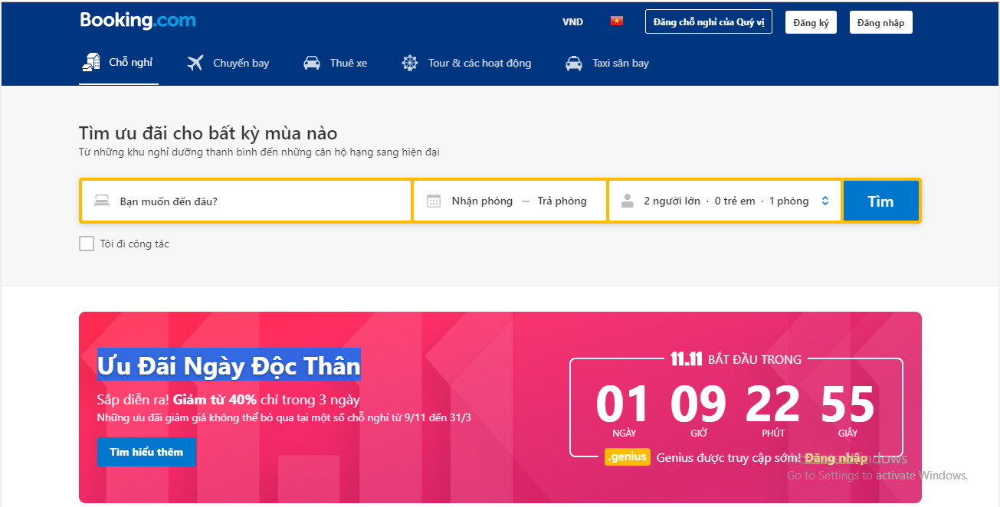 Booking.com
VND
Đăng chỗ nghỉ của Quý vị
Đăng ký
Đăng nhập
Chỗ nghỉ
Chuyến bay
Thuê xe
Tour & các hoạt động
Taxi sân bay
Tìm ưu đãi cho bất kỳ mùa nào
Từ những khu nghỉ dưỡng thanh bình đến những căn hộ hạng sang hiện đại
Bạn muốn đến đâu?
Nhận phòng — Trả phòng
2 người lớn · 0 trẻ em · 1 phòng
Tìm
Tôi đi công tác
Ưu Đãi Ngày Độc Thân
Sắp diễn ra! Giảm từ 40% chỉ trong 3 ngày
Những ưu đãi giảm giá không thể bỏ qua tại một số chỗ nghỉ từ 9/11 đến 31/3
Tìm hiểu thêm
11.11 BẮT ĐẦU TRONG
01 09 22 55
NGÀY GIỜ PHÚT GIÂY
.genius Genius được truy cập sớm! Đăng nhập
Activate Windows
Go to Settings to activate Windows.